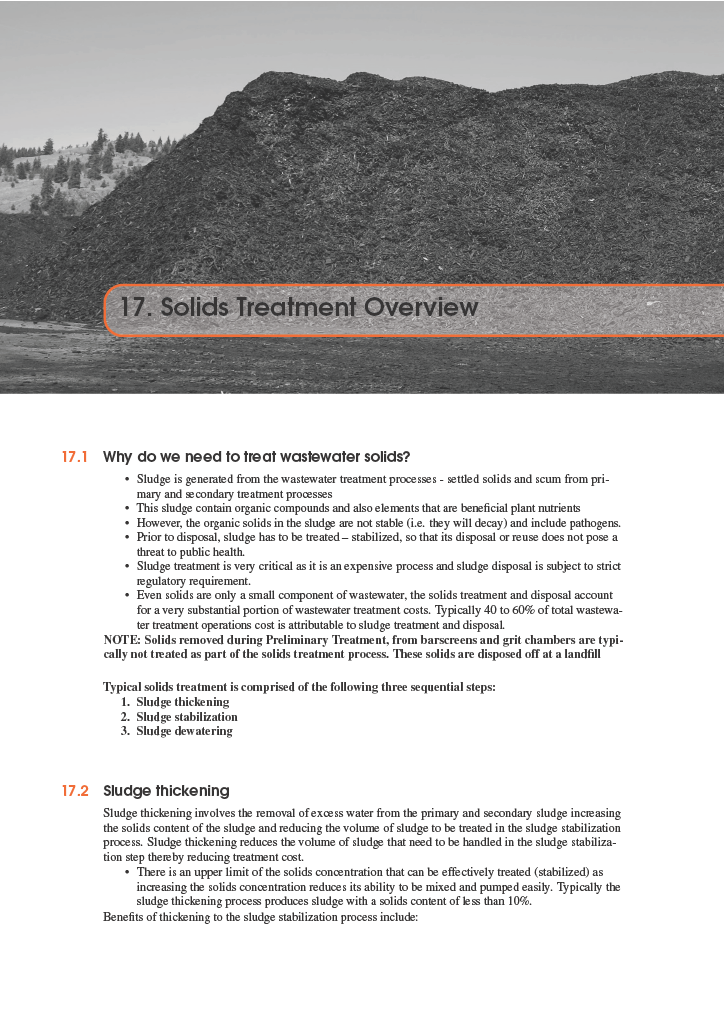 17. Solids Treatment Overview
17.1 Why do we need to treat wastewater solids?
• Sludge is generated from the wastewater treatment processes - settled solids and scum from pri-
mary and secondary treatment processes
• This sludge contain organic compounds and also elements that are beneficial plant nutrients
• However, the organic solids in the sludge are not stable (i.e. they will decay) and include pathogens.
• Prior to disposal, sludge has to be treated – stabilized, so that its disposal or reuse does not pose a
threat to public health.
• Sludge treatment is very critical as it is an expensive process and sludge disposal is subject to strict
regulatory requirement.
• Even solids are only a small component of wastewater, the solids treatment and disposal account
for a very substantial portion of wastewater treatment costs. Typically 40 to 60% of total wastewa-
ter treatment operations cost is attributable to sludge treatment and disposal.
NOTE: Solids removed during Preliminary Treatment, from barscreens and grit chambers are typi-
cally not treated as part of the solids treatment process. These solids are disposed off at a landfill
Typical solids treatment is comprised of the following three sequential steps:
1. Sludge thickening
2. Sludge stabilization
3. Sludge dewatering
17.2 Sludge thickening
Sludge thickening involves the removal of excess water from the primary and secondary sludge increasing
the solids content of the sludge and reducing the volume of sludge to be treated in the sludge stabilization
process. Sludge thickening reduces the volume of sludge that need to be handled in the sludge stabiliza-
tion step thereby reducing treatment cost.
• There is an upper limit of the solids concentration that can be effectively treated (stabilized) as
increasing the solids concentration reduces its ability to be mixed and pumped easily. Typically the
sludge thickening process produces sludge with a solids content of less than 10%.
Benefits of thickening to the sludge stabilization process include: